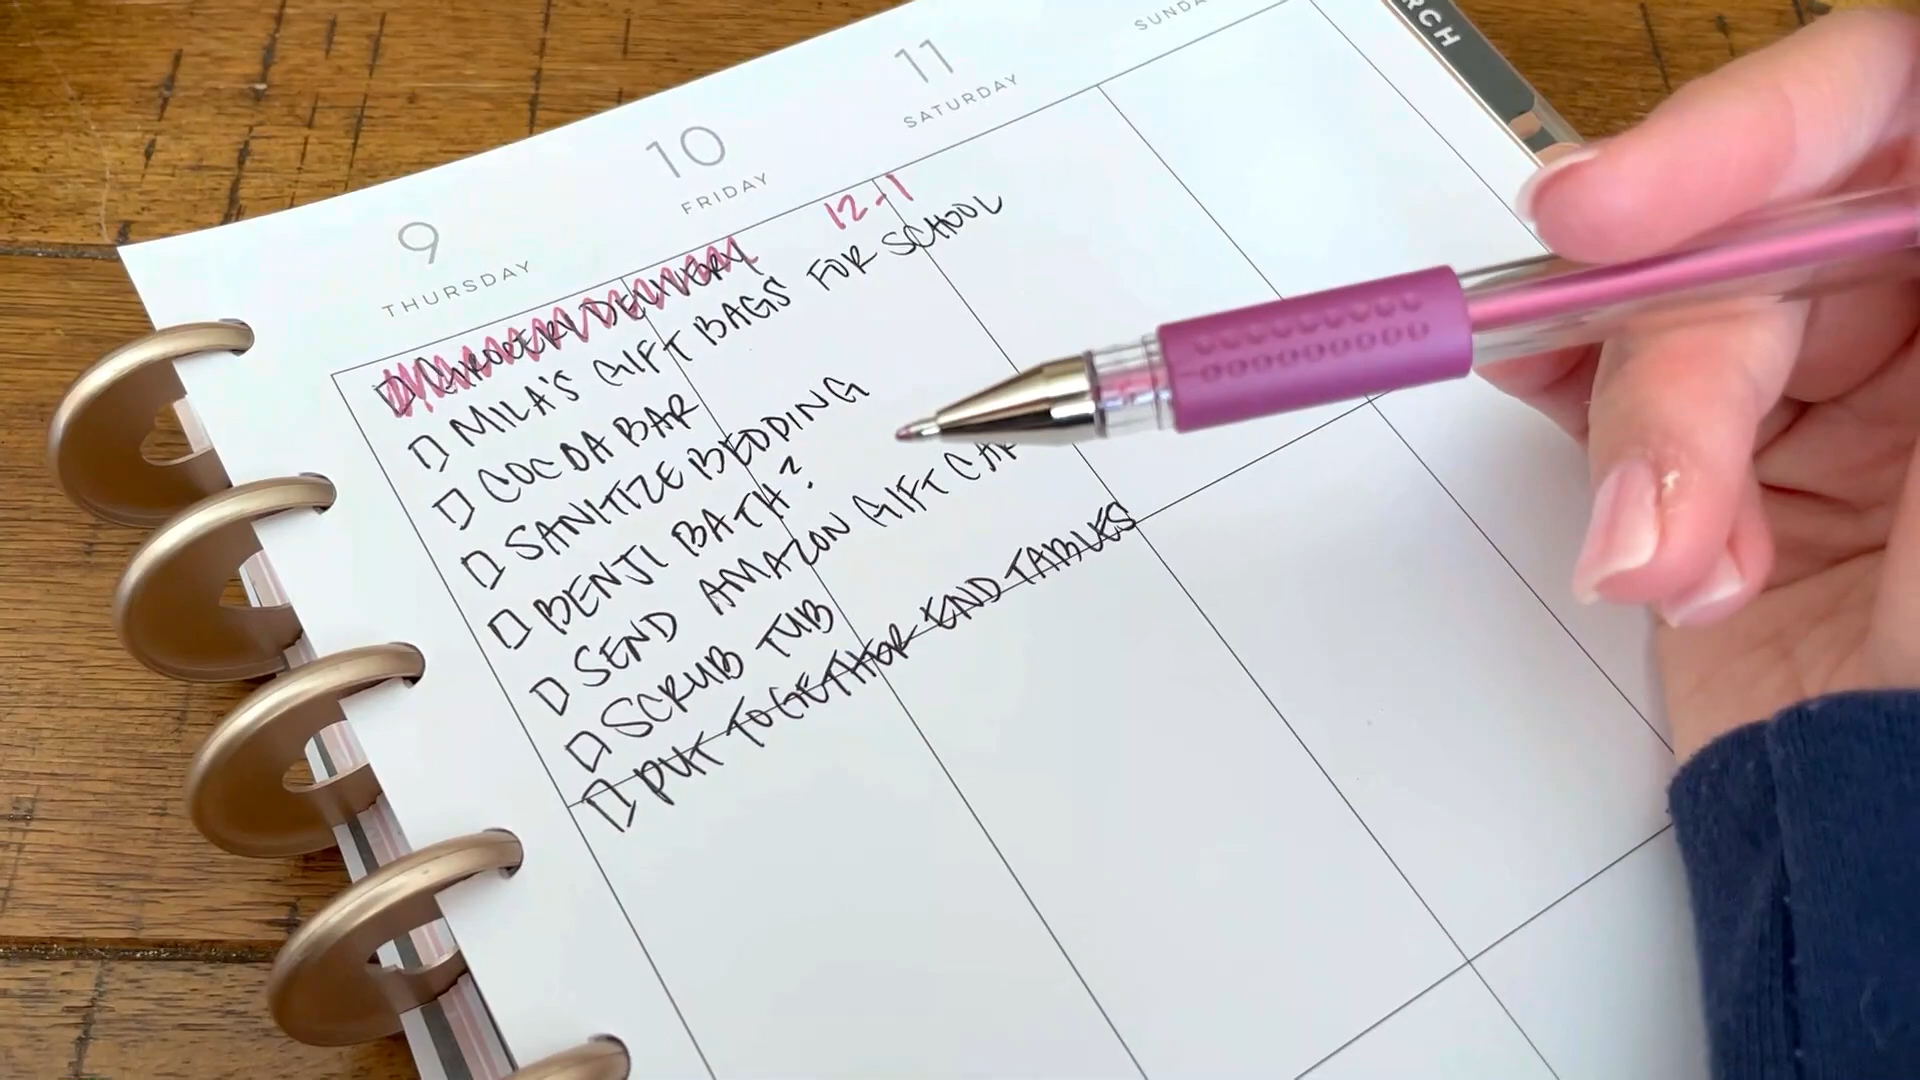 RCH
9 10 11
THURSDAY FRIDAY SATURDAY SUNDA
12-1
GROCERY DELIVERY
MILA'S GIFT BAGS FOR SCHOOL
COCOA BAR
SANITIZE BEDDING
BENJI BATH?
SEND AMAZON GIFT CAR
SCRUB TUB
PUT TOGETHER END TABLES